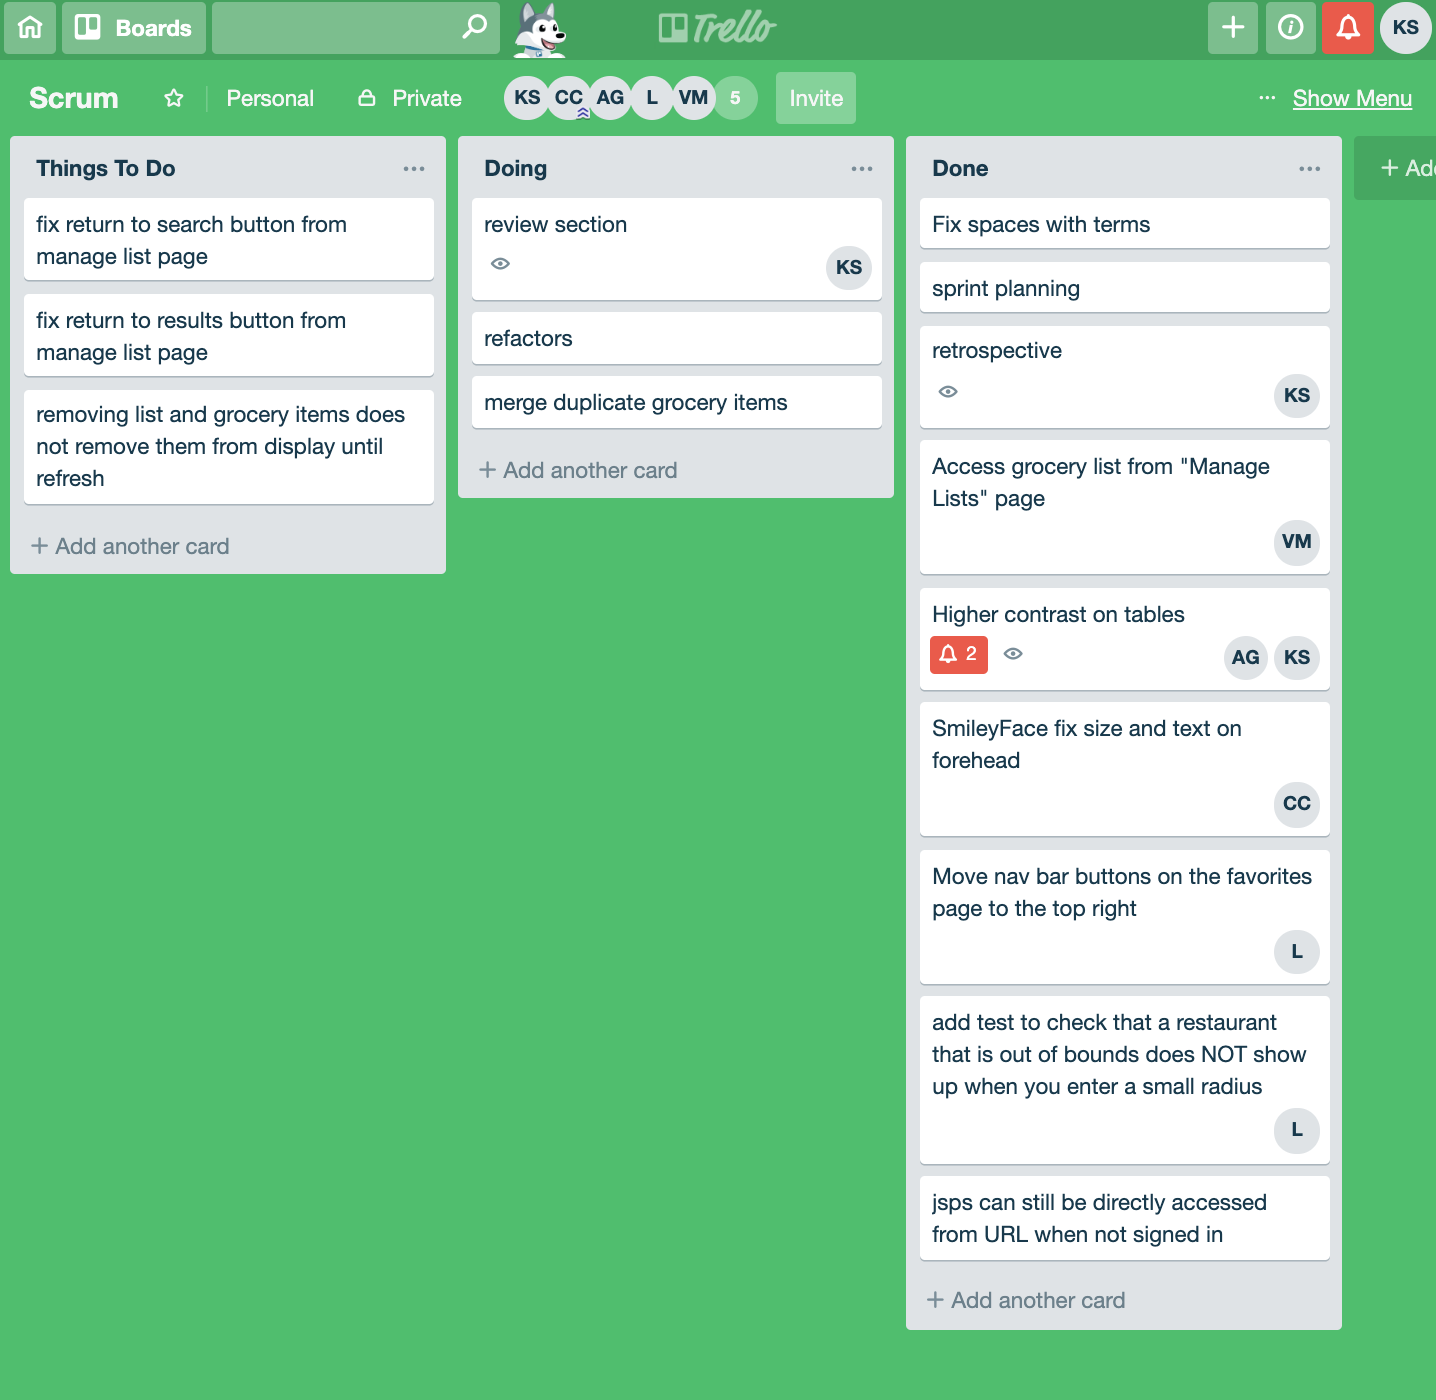 Boards
Trello
KS
Scrum
Personal
Private
KS CC AG L VM 5
Invite
... Show Menu
Things To Do
fix return to search button from
manage list page
fix return to results button from
manage list page
removing list and grocery items does
not remove them from display until
refresh
+ Add another card
Doing
review section
KS
refactors
merge duplicate grocery items
+ Add another card
Done
Fix spaces with terms
sprint planning
retrospective
KS
Access grocery list from "Manage
Lists" page
VM
Higher contrast on tables
2
AG KS
SmileyFace fix size and text on
forehead
CC
Move nav bar buttons on the favorites
page to the top right
L
add test to check that a restaurant
that is out of bounds does NOT show
up when you enter a small radius
L
jsps can still be directly accessed
from URL when not signed in
+ Add another card